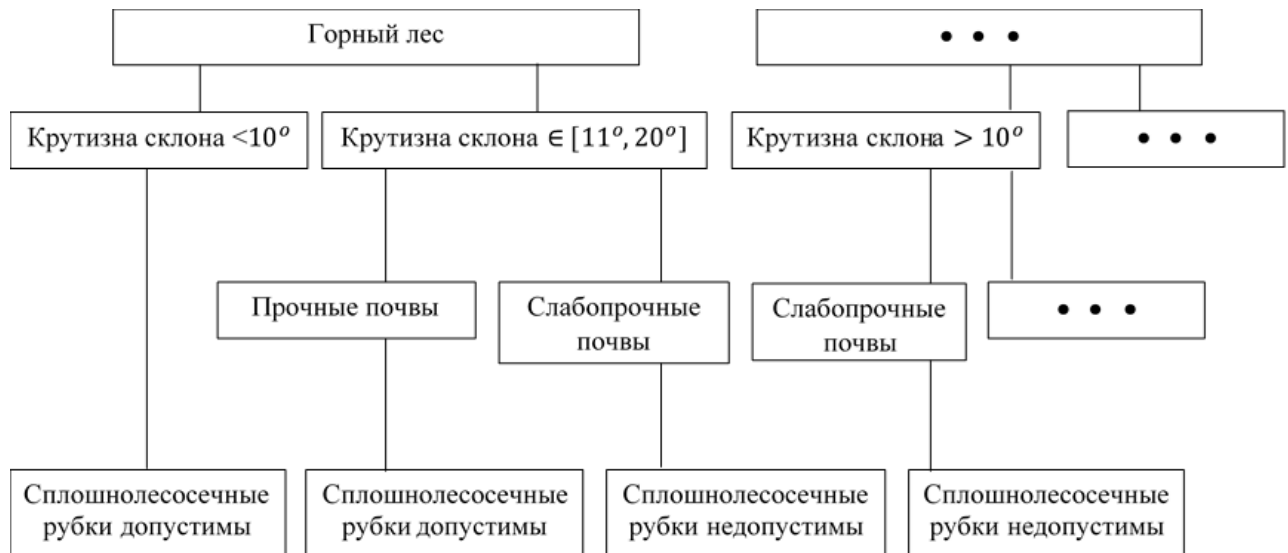 Горный лес
• • •
Крутизна склона <10°
Крутизна склона ∈ [11°, 20°]
Крутизна склона > 10°
• • •
Прочные почвы
Слабопрочные
почвы
Слабопрочные
почвы
• • •
Сплошнолесосечные
рубки допустимы
Сплошнолесосечные
рубки допустимы
Сплошнолесосечные
рубки недопустимы
Сплошнолесосечные
рубки недопустимы